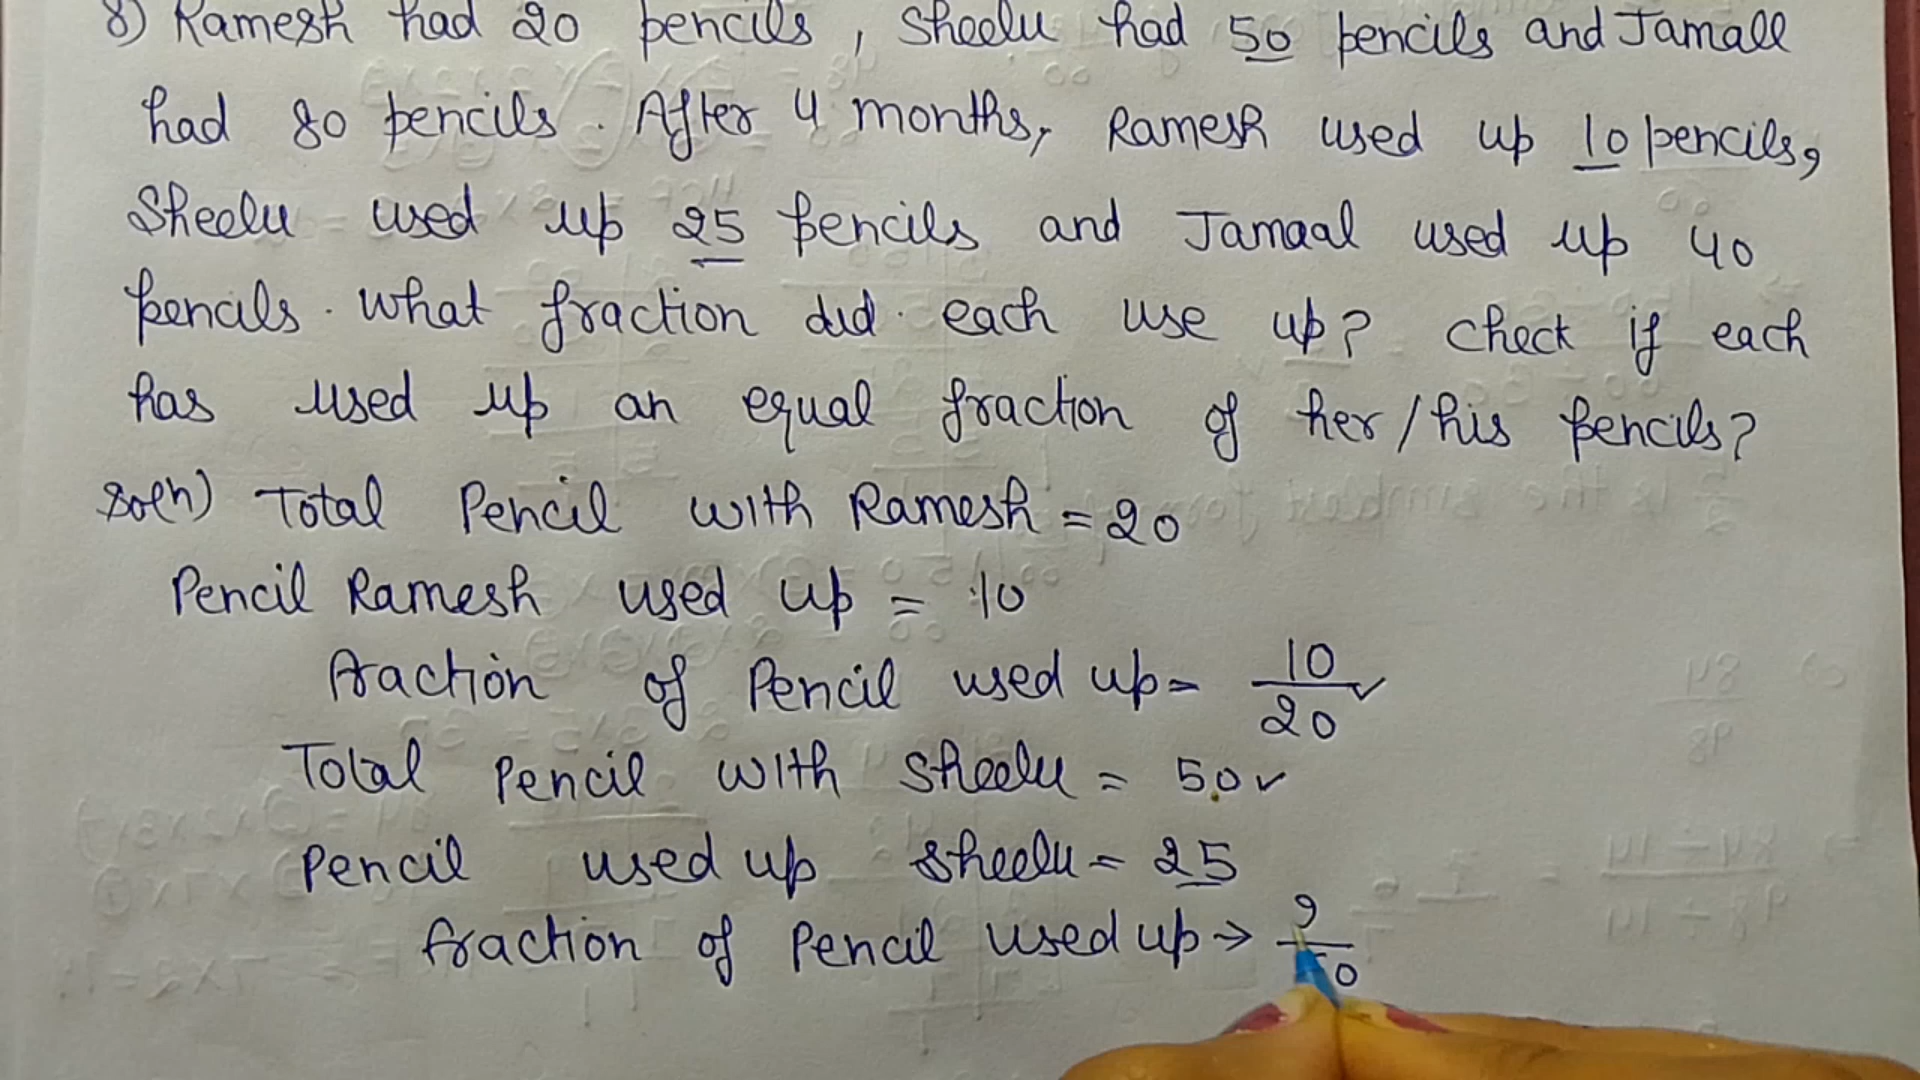 8) Ramesh had 20 pencils, Sheelu had 50 pencils and Jamall
had 80 pencils. After 4 months, Ramesh used up 10 pencils,
Sheelu used up 25 pencils and Jamaal used up 40
pencils. What fraction did each use up? check if each
has used up an equal fraction of her/his pencils?
Soln) Total Pencil with Ramesh = 20
Pencil Ramesh used up = 10
fraction of Pencil used up = 10/20 ✓
Total Pencil with Sheelu = 50 ✓
Pencil used up Sheelu = 25
fraction of Pencil used up →